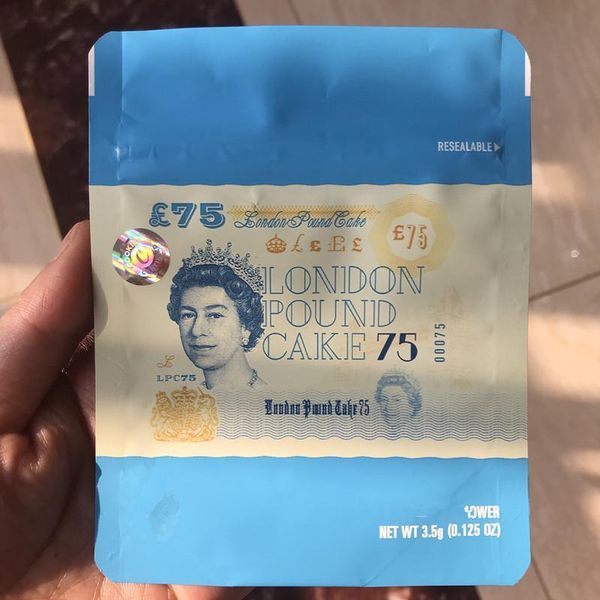 RESEALABLE
£75 London Pound Cake £75
£ £ £ £
LONDON
POUND
CAKE 75
00075
£
LPC75
London Pound Cake 75
OWER
NET WT 3.5g (0.125 OZ)